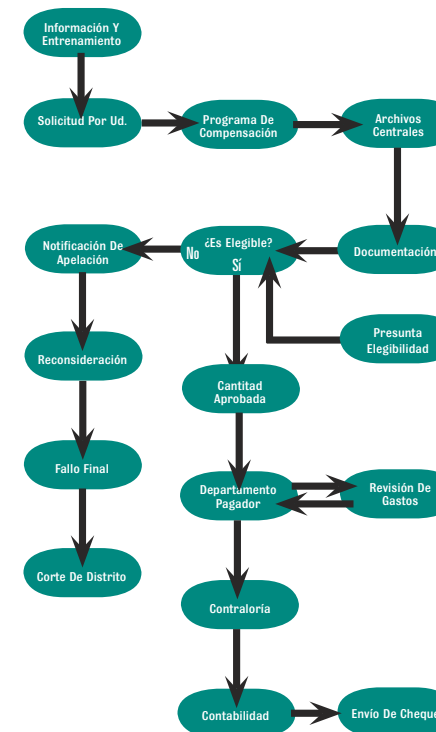 Información Y
Entrenamiento
Solicitud Por Ud.
Programa De
Compensación
Archivos
Centrales
Notificación De
Apelación
¿Es Elegible?
No
Sí
Documentación
Presunta
Elegibilidad
Reconsideración
Cantidad
Aprobada
Fallo Final
Departamento
Pagador
Revisión De
Gastos
Corte De Distrito
Contraloría
Contabilidad
Envío De Cheque